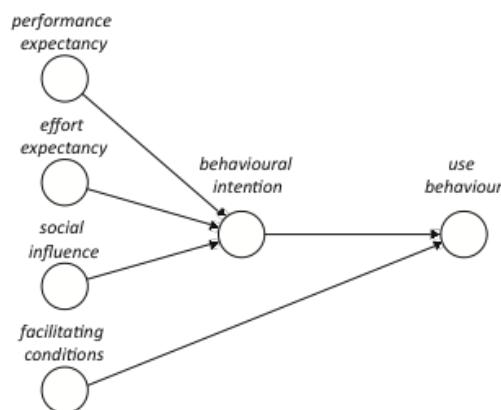 performance
expectancy
effort
expectancy
behavioural
intention
use
behaviour
social
influence
facilitating
conditions